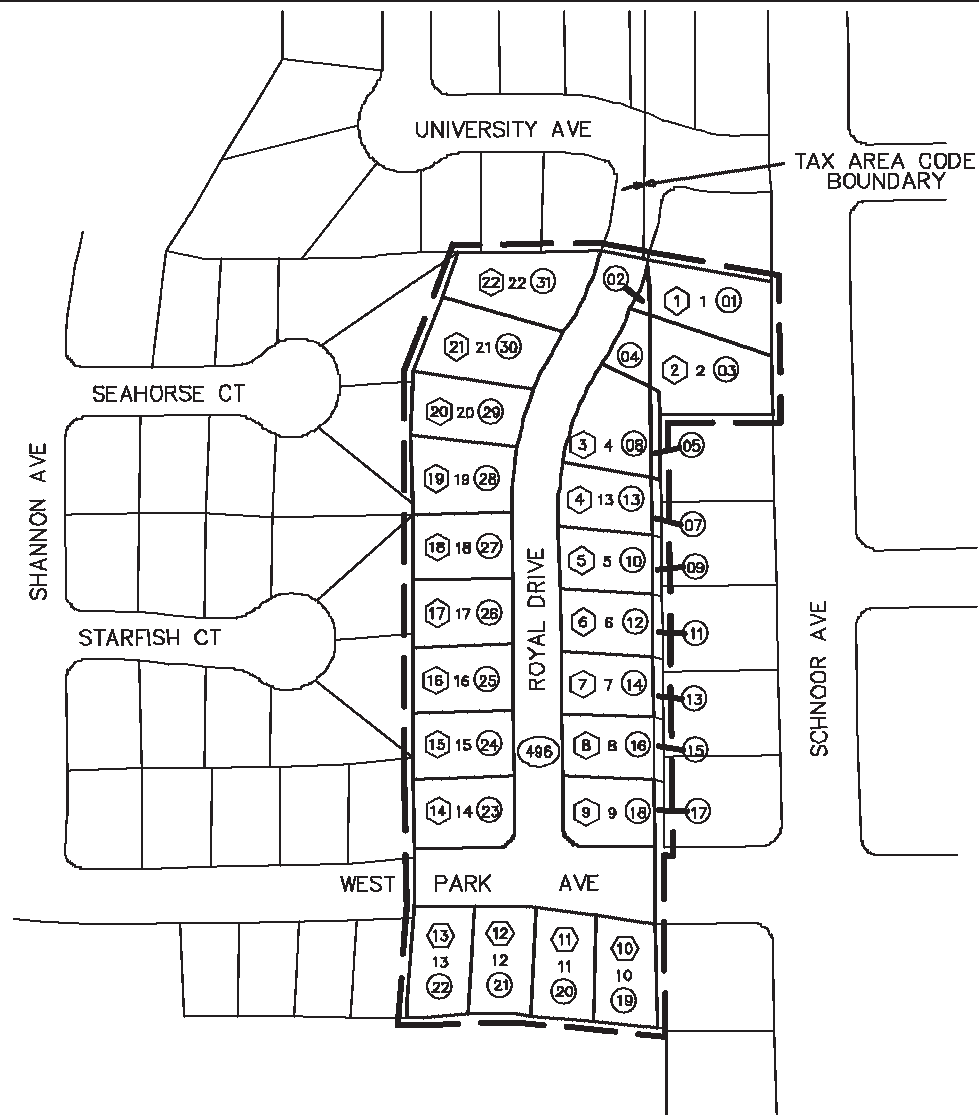 UNIVERSITY AVE
TAX AREA CODE
BOUNDARY
22 22 31
02
1 1 01
21 21 30
04
2 2 03
SEAHORSE CT
20 20 29
3 4 08
05
SHANNON AVE
19 19 28
4 13 13
07
18 18 27
5 5 10
09
ROYAL DRIVE
17 17 26
6 6 12
11
STARFISH CT
SCHNOOR AVE
16 16 25
7 7 14
13
15 15 24
496
8 8 16
15
14 14 23
9 9 18
17
WEST PARK AVE
13
13
22
12
12
21
11
11
20
10
10
19